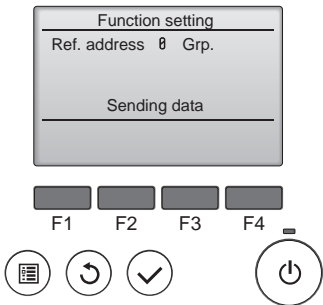 Function setting
Ref. address 0 Grp.
Sending data
F1 F2 F3 F4